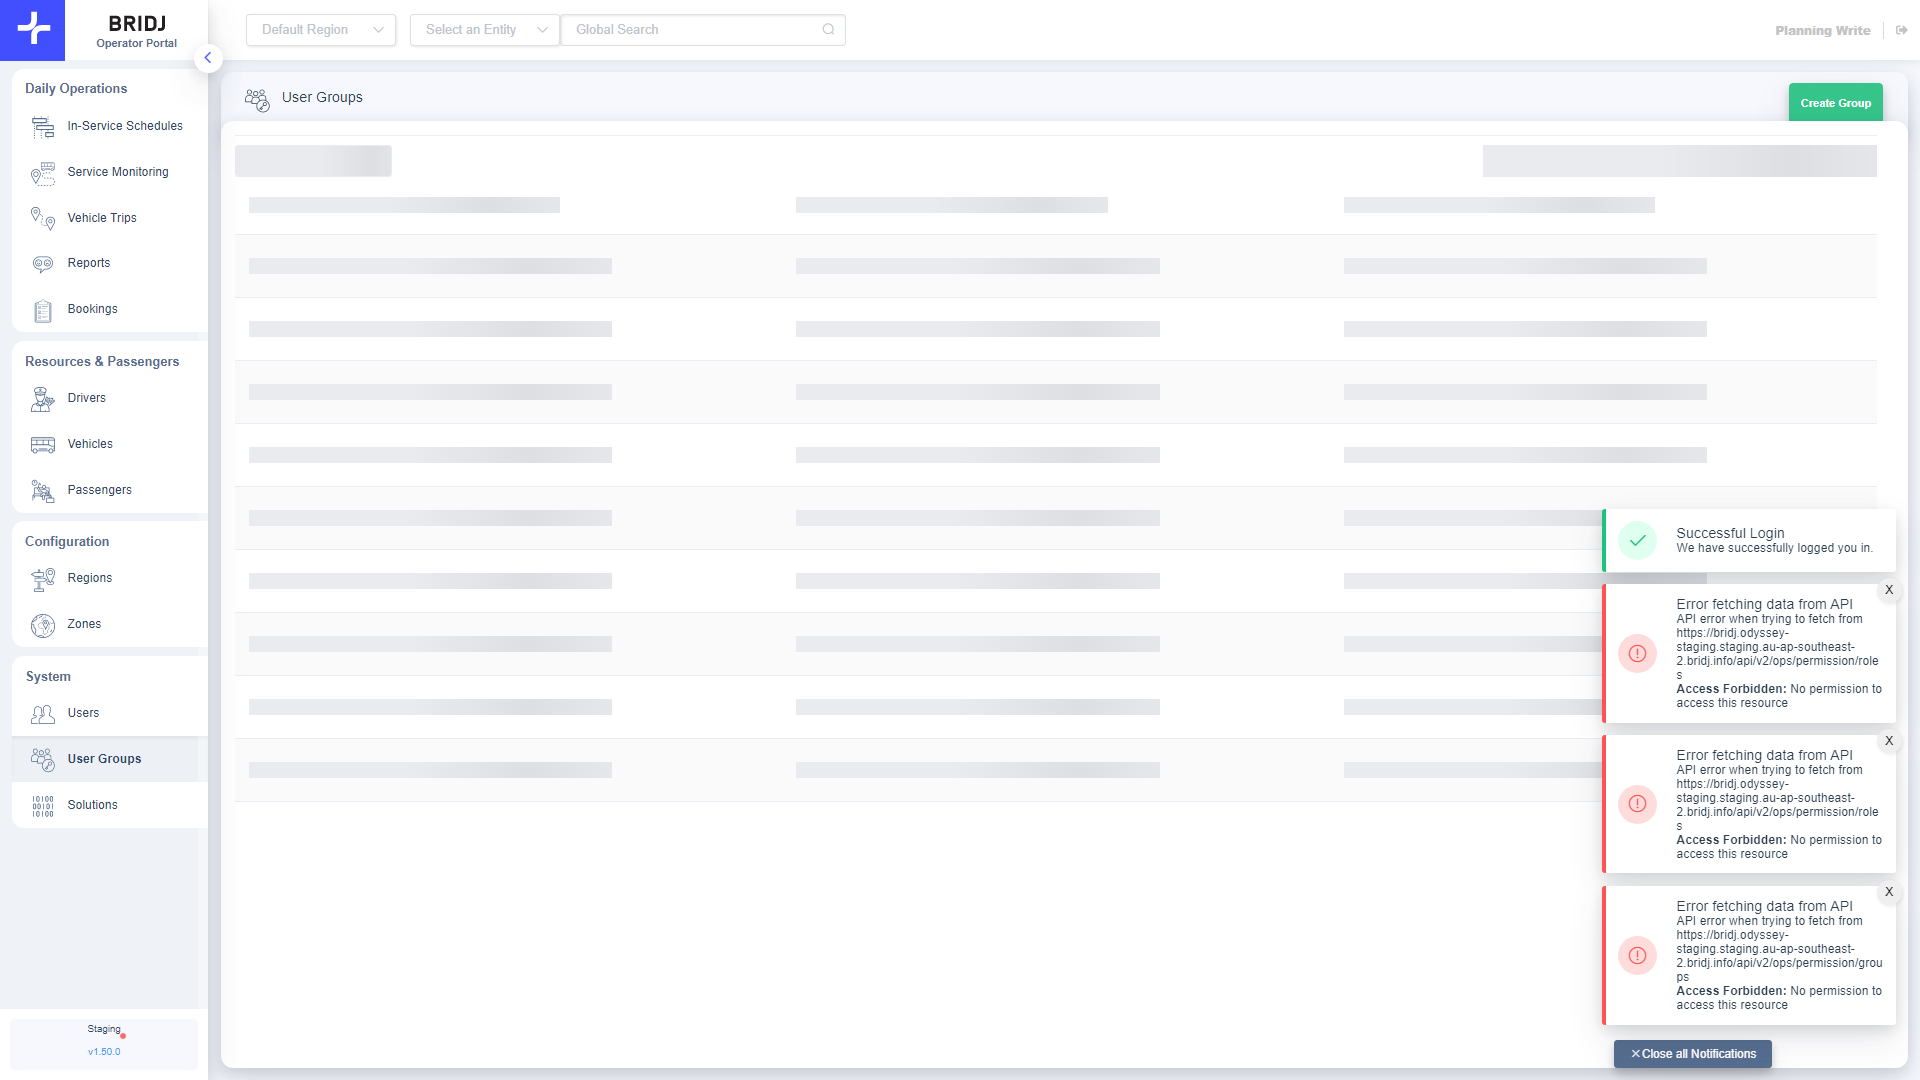 BRIDJ
Operator Portal
Default Region
Select an Entity
Global Search
Planning Write
Daily Operations
In-Service Schedules
Service Monitoring
Vehicle Trips
Reports
Bookings
Resources & Passengers
Drivers
Vehicles
Passengers
Configuration
Regions
Zones
System
Users
User Groups
10100
00101
10100
Solutions
Staging
v1.50.0
User Groups
Create Group
Successful Login
We have successfully logged you in.
X
Error fetching data from API
API error when trying to fetch from
https://bridj.odyssey-
staging.staging.au-ap-southeast-
2.bridj.info/api/v2/ops/permission/role
s
Access Forbidden: No permission to
access this resource
X
Error fetching data from API
API error when trying to fetch from
https://bridj.odyssey-
staging.staging.au-ap-southeast-
2.bridj.info/api/v2/ops/permission/role
s
Access Forbidden: No permission to
access this resource
X
Error fetching data from API
API error when trying to fetch from
https://bridj.odyssey-
staging.staging.au-ap-southeast-
2.bridj.info/api/v2/ops/permission/grou
ps
Access Forbidden: No permission to
access this resource
×Close all Notifications